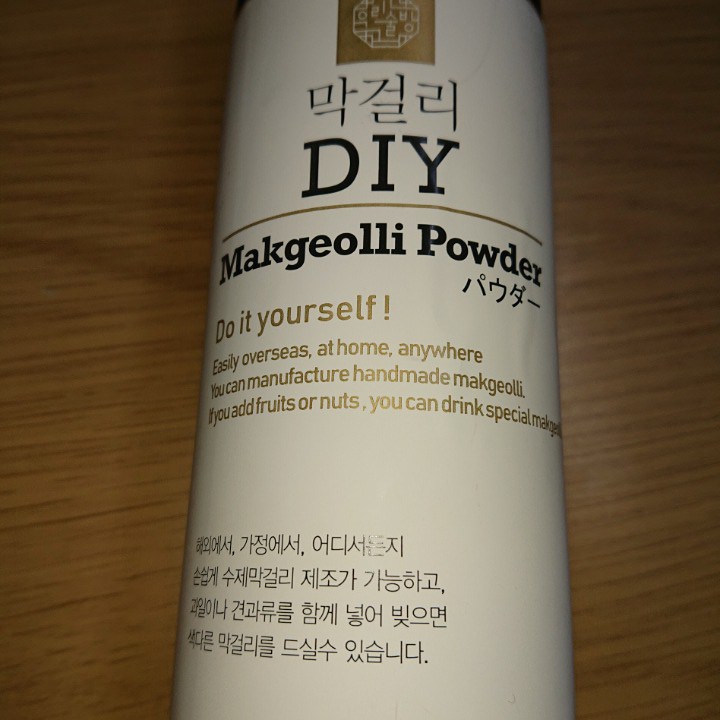 막걸리
DIY
Makgeolli Powder
パウダー
Do it yourself!
Easily overseas, at home, anywhere
You can manufacture handmade makgeolli.
If you add fruits or nuts, you can drink special
해외에서, 가정에서, 어디서든지
손쉽게 수제막걸리 제조가 가능하고,
과일이나 견과류를 함께 넣어 빚으면
색다른 막걸리를 드실수 있습니다.